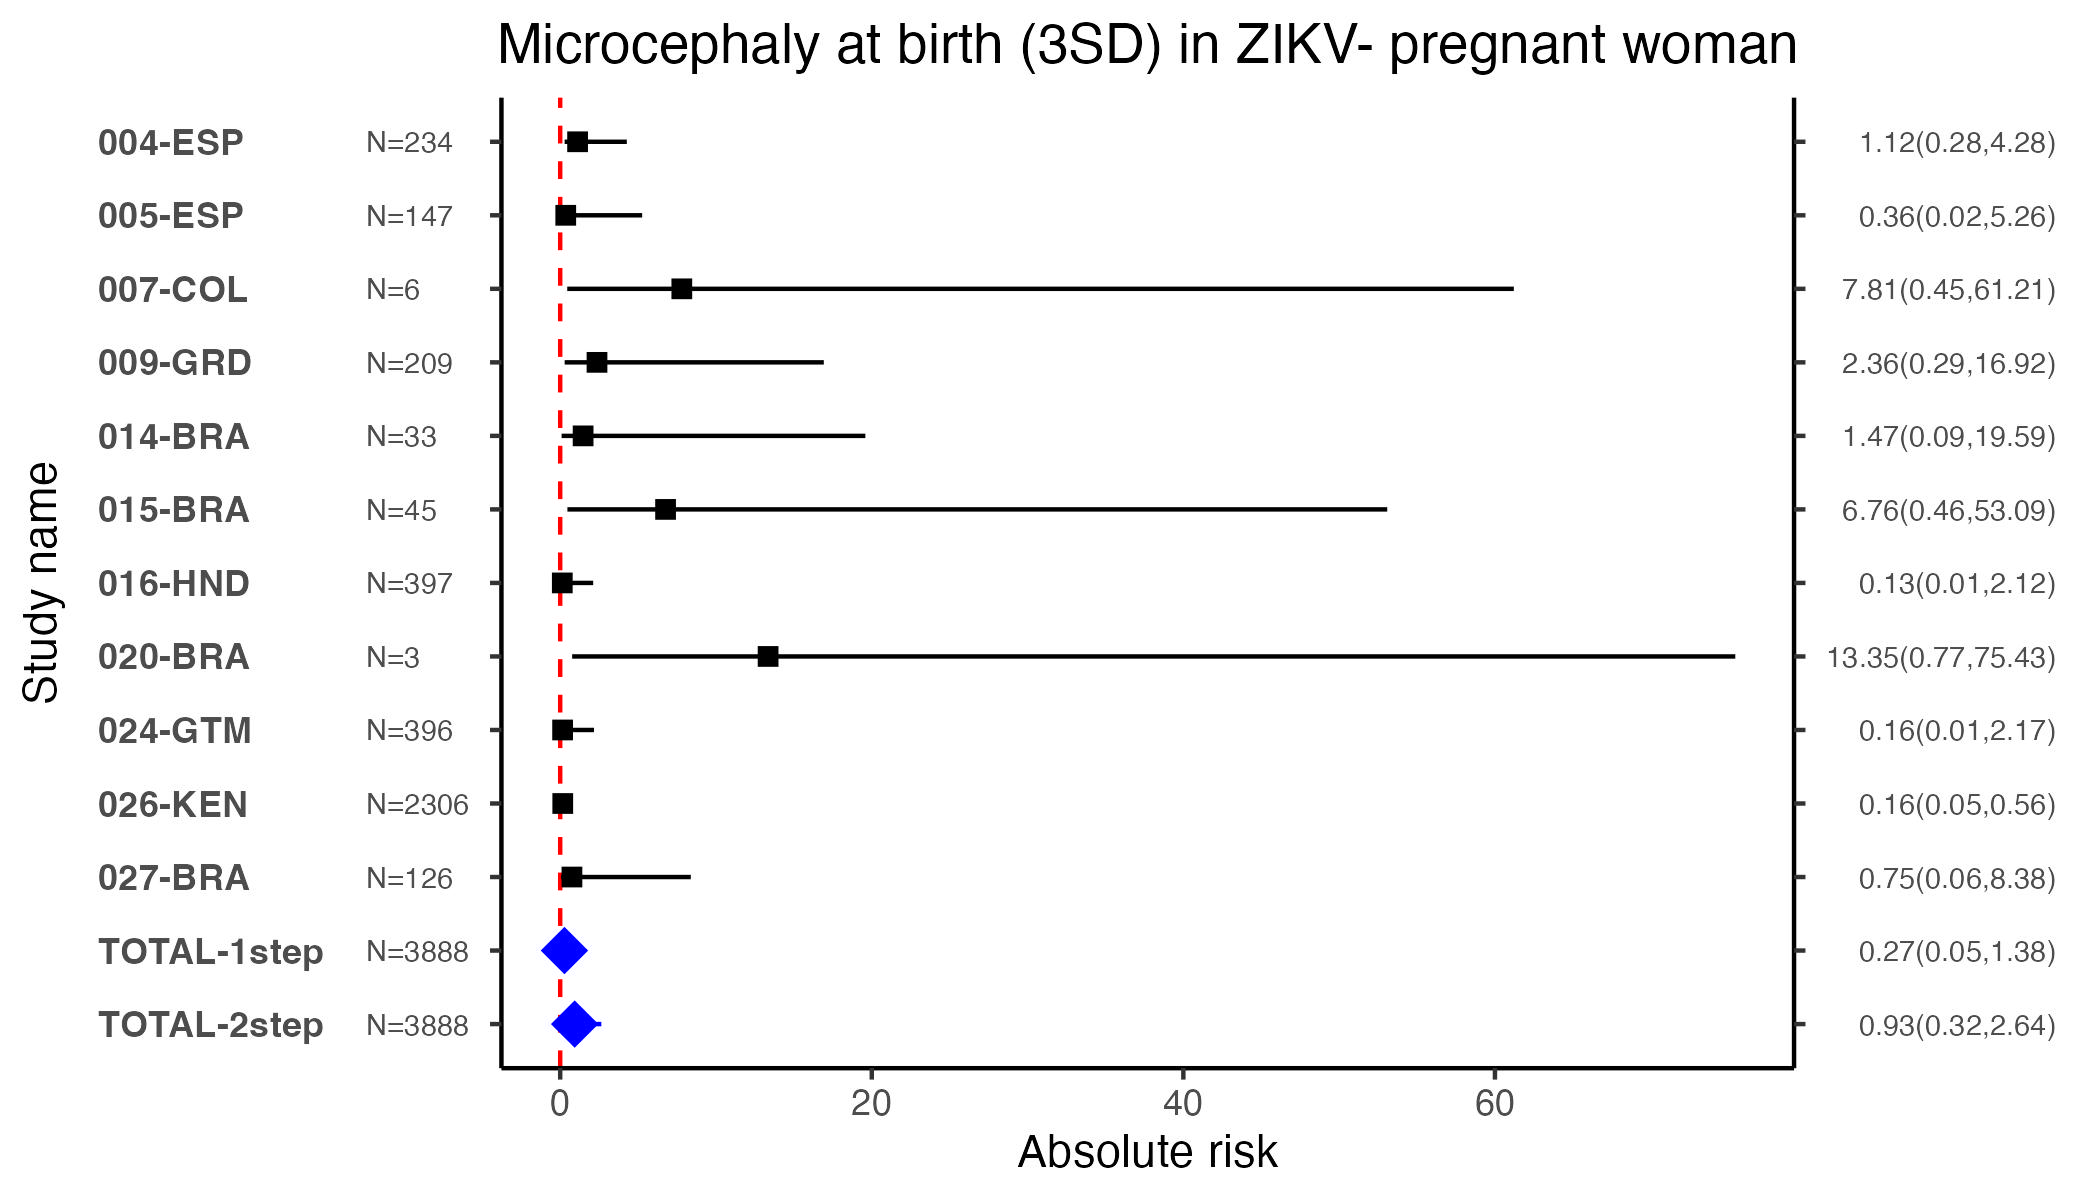 Microcephaly at birth (3SD) in ZIKV- pregnant woman
004-ESP N=234 1.12(0.28,4.28)
005-ESP N=147 0.36(0.02,5.26)
007-COL N=6 7.81(0.45,61.21)
009-GRD N=209 2.36(0.29,16.92)
014-BRA N=33 1.47(0.09,19.59)
015-BRA N=45 6.76(0.46,53.09)
016-HND N=397 0.13(0.01,2.12)
020-BRA N=3 13.35(0.77,75.43)
024-GTM N=396 0.16(0.01,2.17)
026-KEN N=2306 0.16(0.05,0.56)
027-BRA N=126 0.75(0.06,8.38)
TOTAL-1step N=3888 0.27(0.05,1.38)
TOTAL-2step N=3888 0.93(0.32,2.64)
Study name
0 20 40 60
Absolute risk